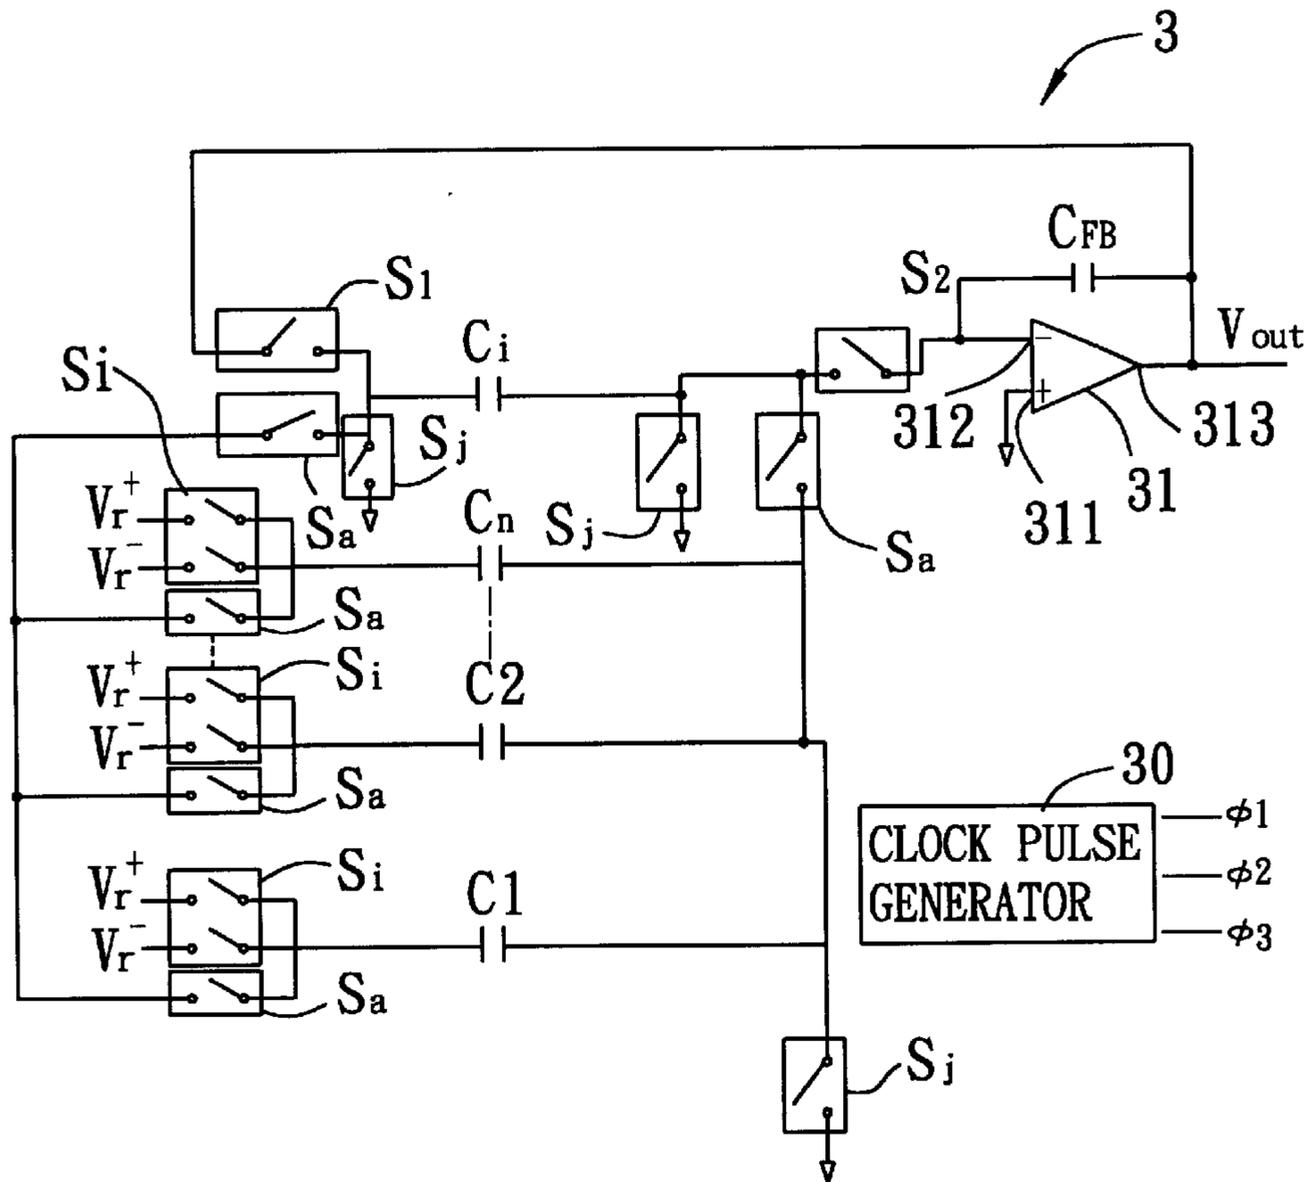 3
CFB
S2
S1
Ci
Vout
Si
Sj
Vr+
Sa
Cn
Sj
Sa
312
311
31
313
Vr-
Sa
Vr+
Si
C2
Vr-
Sa
30
CLOCK PULSE
GENERATOR
φ1
φ2
φ3
Vr+
Si
C1
Vr-
Sa
Sj